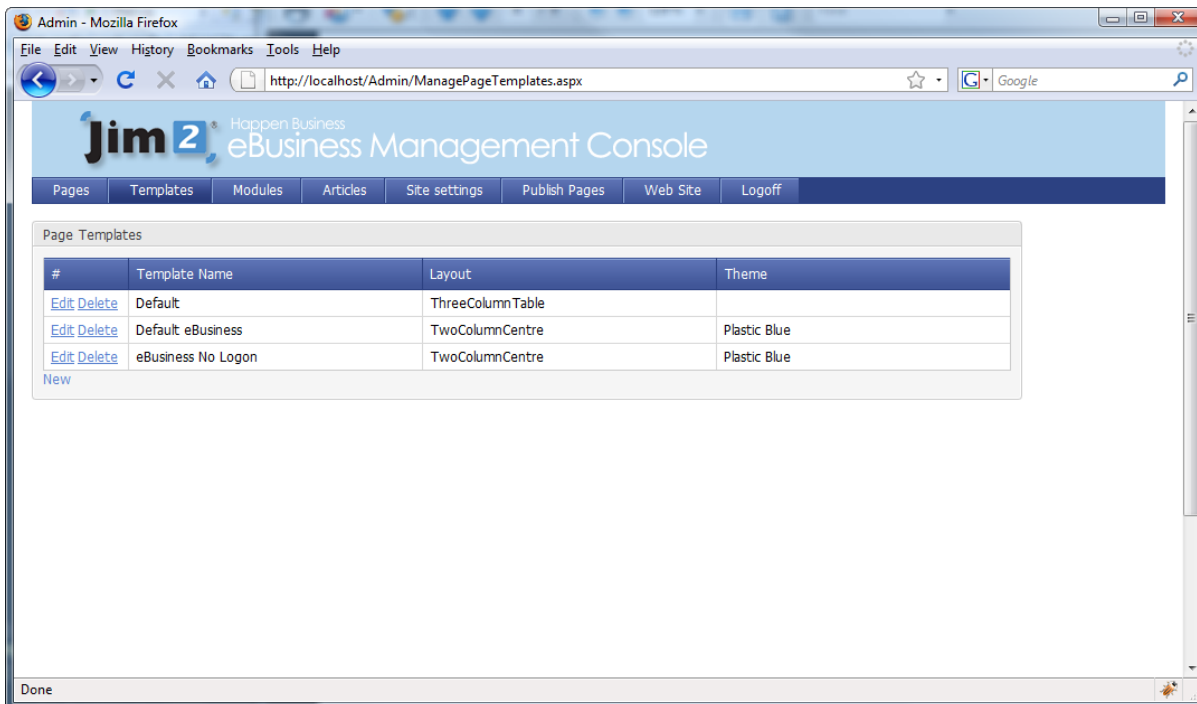 Admin - Mozilla Firefox
File Edit View History Bookmarks Tools Help
http://localhost/Admin/ManagePageTemplates.aspx
G Google
Jim2® Happen Business
eBusiness Management Console
Pages Templates Modules Articles Site settings Publish Pages Web Site Logoff
Page Templates
# Template Name Layout Theme
Edit Delete Default ThreeColumnTable
Edit Delete Default eBusiness TwoColumnCentre Plastic Blue
Edit Delete eBusiness No Logon TwoColumnCentre Plastic Blue
New
Done